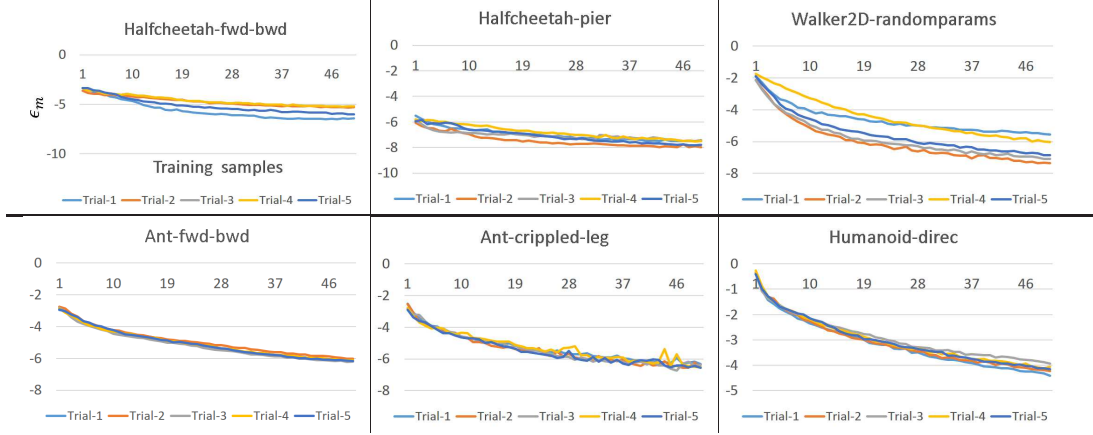 Halfcheetah-fwd-bwd
0
1 10 19 28 37 46
-5
-10
ϵm
Training samples
Trial-1 Trial-2 Trial-3 Trial-4 Trial-5
Halfcheetah-pier
0
1 10 19 28 37 46
-2
-4
-6
-8
-10
Trial-1 Trial-2 Trial-3 Trial-4 Trial-5
Walker2D-randomparams
0
1 10 19 28 37 46
-2
-4
-6
-8
Trial-1 Trial-2 Trial-3 Trial-4 Trial-5
Ant-fwd-bwd
0
1 10 19 28 37 46
-2
-4
-6
-8
Trial-1 Trial-2 Trial-3 Trial-4 Trial-5
Ant-crippled-leg
0
1 10 19 28 37 46
-2
-4
-6
-8
Trial-1 Trial-2 Trial-3 Trial-4 Trial-5
Humanoid-direc
0
1 10 19 28 37 46
-1
-2
-3
-4
-5
Trial-1 Trial-2 Trial-3 Trial-4 Trial-5